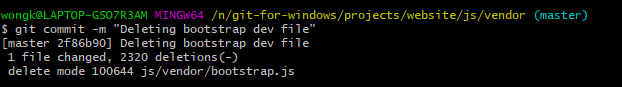 wongk@LAPTOP-GSO7R3AM MINGW64 /n/git-for-windows/projects/website/js/vendor (master)
$ git commit -m "Deleting bootstrap dev file"
[master 2f86b90] Deleting bootstrap dev file
 1 file changed, 2320 deletions(-)
 delete mode 100644 js/vendor/bootstrap.js